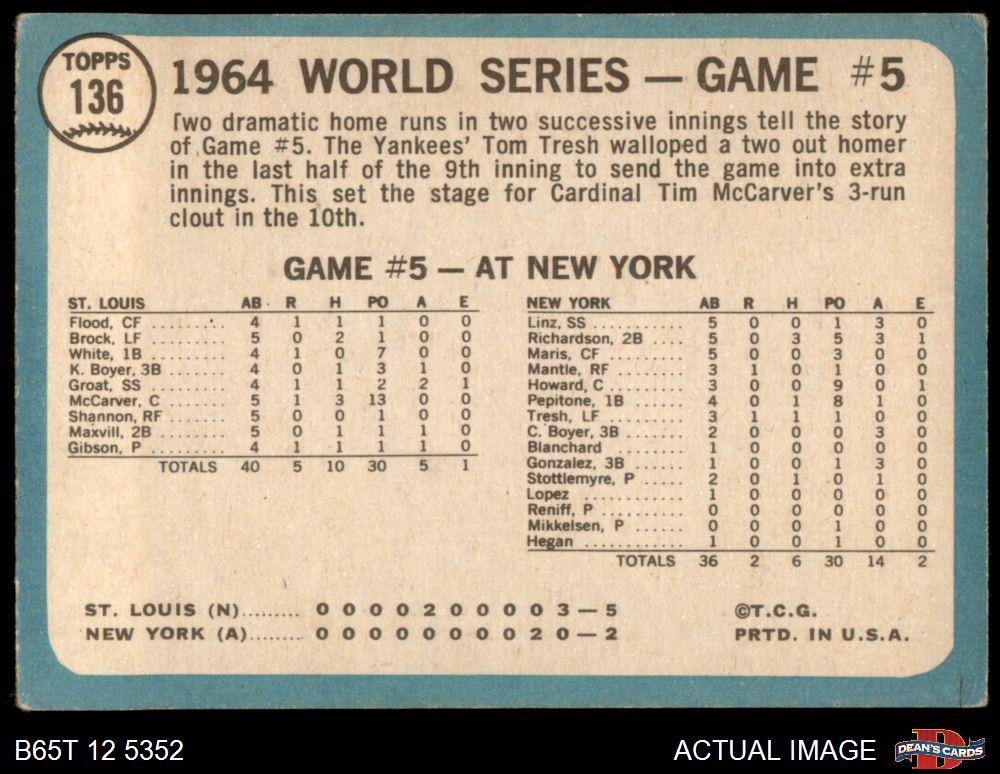 TOPPS
136
1964 WORLD SERIES — GAME #5
Two dramatic home runs in two successive innings tell the story
of Game #5. The Yankees' Tom Tresh walloped a two out homer
in the last half of the 9th inning to send the game into extra
innings. This set the stage for Cardinal Tim McCarver's 3-run
clout in the 10th.
GAME #5 — AT NEW YORK
ST. LOUIS AB R H PO A E
Flood, CF ......... 4 1 1 1 0 0
Brock, LF ......... 5 0 2 1 0 0
White, 1B ......... 4 1 0 7 0 0
K. Boyer, 3B ....... 4 0 1 3 1 0
Groat, SS ......... 4 1 1 2 2 1
McCarver, C ....... 5 1 3 13 0 0
Shannon, RF ....... 5 0 0 1 0 0
Maxvill, 2B ........ 5 0 1 1 1 0
Gibson, P ......... 4 1 1 1 1 0
TOTALS 40 5 10 30 5 1
NEW YORK AB R H PO A E
Linz, SS ........... 5 0 0 1 3 0
Richardson, 2B .... 5 0 3 5 3 1
Maris, CF ......... 5 0 0 3 0 0
Mantle, RF ........ 3 1 0 1 0 0
Howard, C ......... 3 0 0 9 0 1
Pepitone, 1B ...... 4 0 1 8 1 0
Tresh, LF ......... 3 1 1 1 0 0
C. Boyer, 3B ...... 2 0 0 0 3 0
Blanchard ........ 1 0 0 0 0 0
Gonzalez, 3B ...... 1 0 0 1 3 0
Stottlemyre, P ..... 2 0 1 0 1 0
Lopez ............ 1 0 0 0 0 0
Reniff, P .......... 0 0 0 0 0 0
Mikkelsen, P ...... 0 0 0 1 0 0
Hegan ............ 1 0 0 1 0 0
TOTALS 36 2 6 30 14 2
ST. LOUIS (N)......... 0 0 0 0 2 0 0 0 0 3 — 5
NEW YORK (A)........ 0 0 0 0 0 0 0 0 2 0 — 2
©T.C.G.
PRTD. IN U.S.A.
B65T 12 5352
ACTUAL IMAGE
D
DEAN'S CARDS